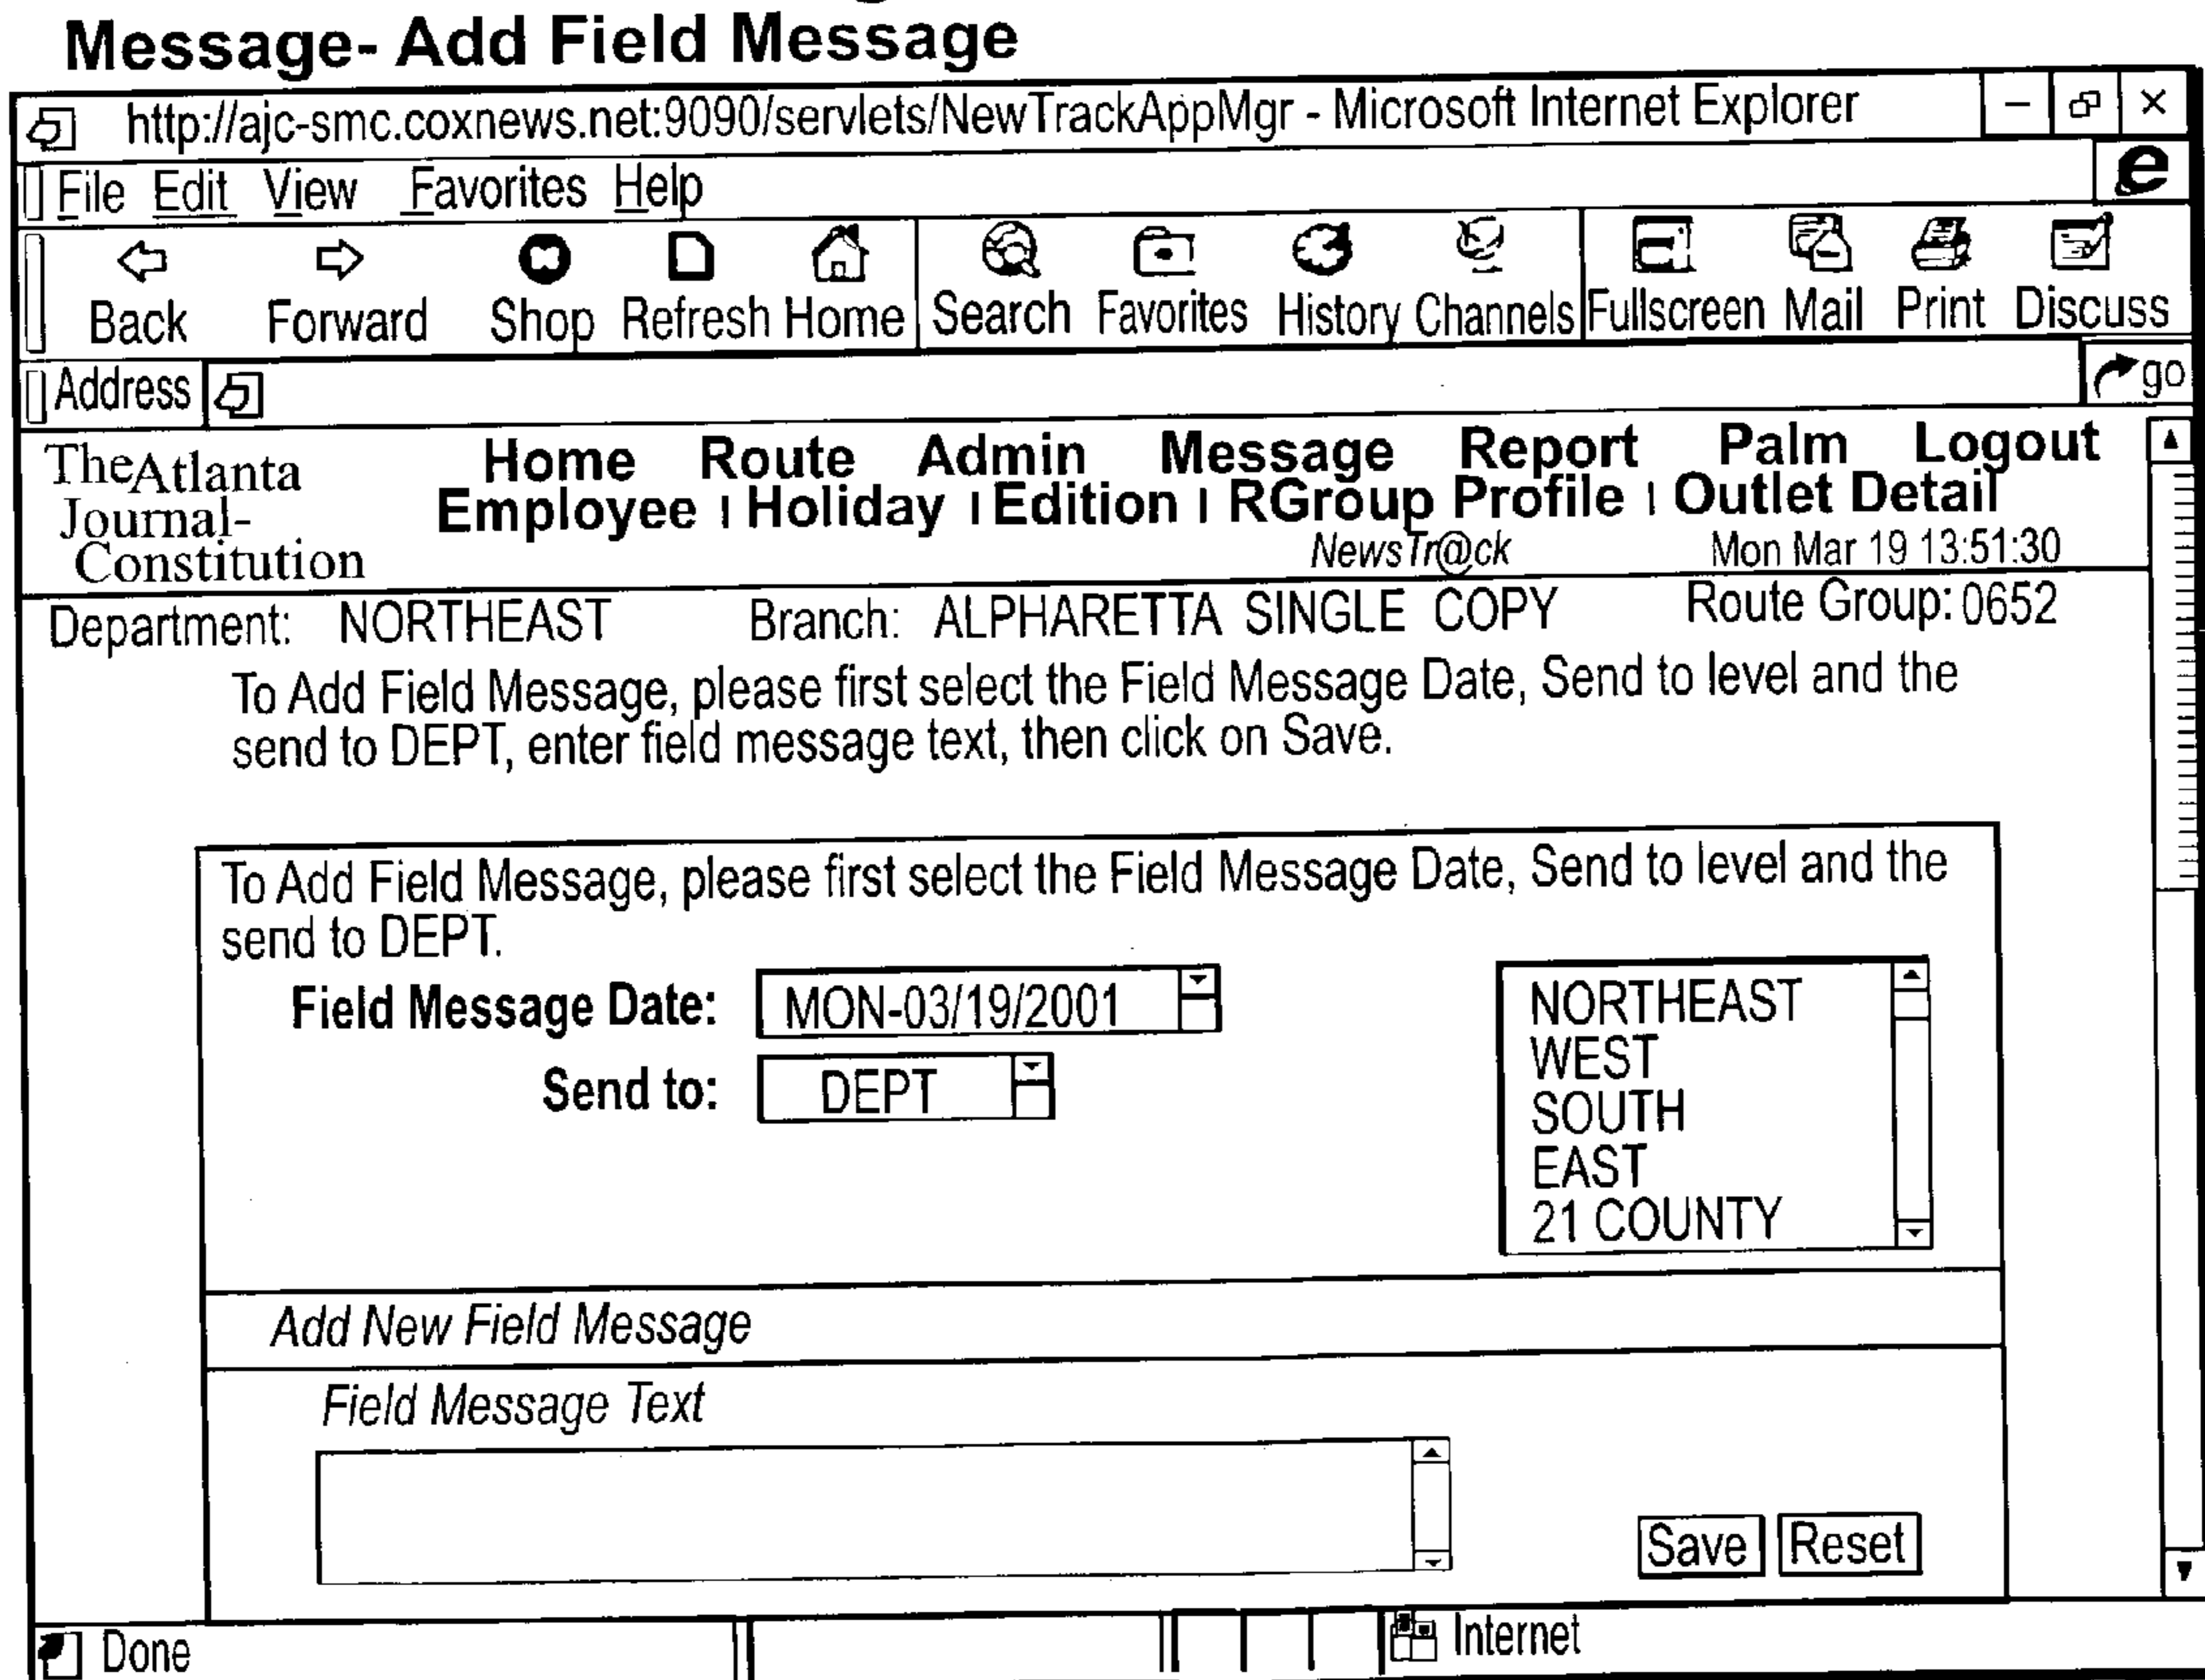 Message- Add Field Message
http://ajc-smc.coxnews.net:9090/servlets/NewTrackAppMgr - Microsoft Internet Explorer
File Edit View Favorites Help
Back Forward Shop Refresh Home Search Favorites History Channels Fullscreen Mail Print Discuss
Address go
The Atlanta
Journal-
Constitution
Home Route Admin Message Report Palm Logout
Employee | Holiday | Edition | RGroup Profile | Outlet Detail
NewsTr@ck Mon Mar 19 13:51:30
Department: NORTHEAST Branch: ALPHARETTA SINGLE COPY Route Group: 0652
To Add Field Message, please first select the Field Message Date, Send to level and the
send to DEPT, enter field message text, then click on Save.
To Add Field Message, please first select the Field Message Date, Send to level and the
send to DEPT.
Field Message Date: MON-03/19/2001
Send to: DEPT
NORTHEAST
WEST
SOUTH
EAST
21 COUNTY
Add New Field Message
Field Message Text
Save Reset
Done Internet